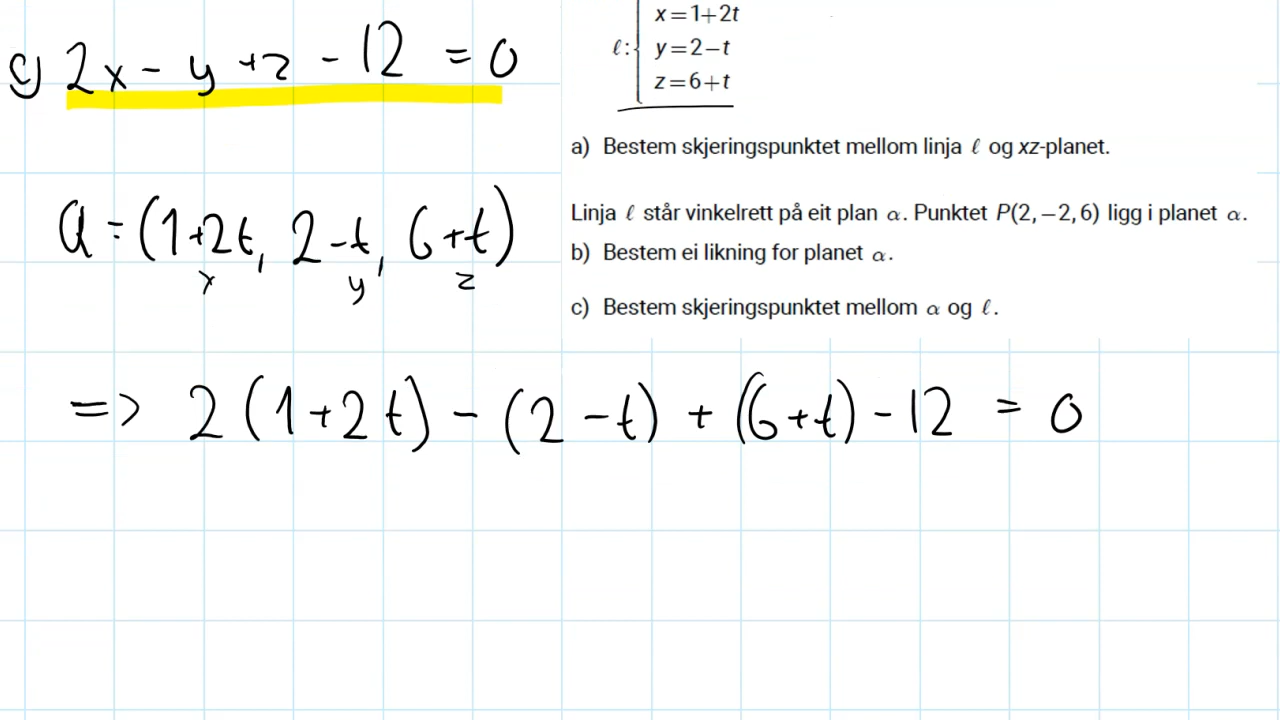 c) 2x - y + z - 12 = 0
Q = (1+2t, 2-t, 6+t)
x y z
=> 2(1+2t) - (2-t) + (6+t) - 12 = 0
x=1+2t
ℓ: y=2−t
z=6+t
a) Bestem skjeringspunktet mellom linja ℓ og xz-planet.
Linja ℓ står vinkelrett på eit plan α. Punktet P(2,−2,6) ligg i planet α.
b) Bestem ei likning for planet α.
c) Bestem skjeringspunktet mellom α og ℓ.